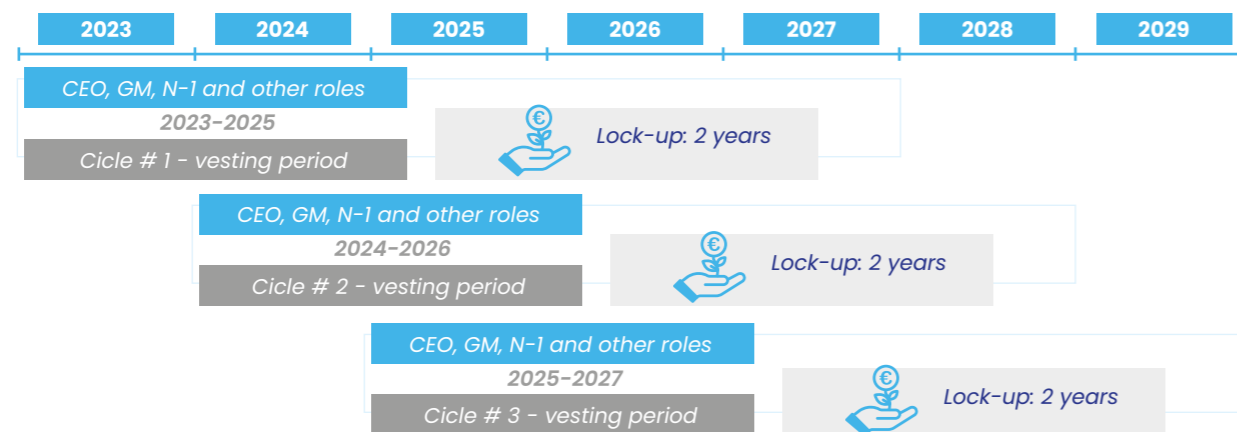 2023 2024 2025 2026 2027 2028 2029
CEO, GM, N-1 and other roles
2023-2025
Cicle # 1 - vesting period
€
Lock-up: 2 years
CEO, GM, N-1 and other roles
2024-2026
Cicle # 2 - vesting period
€
Lock-up: 2 years
CEO, GM, N-1 and other roles
2025-2027
Cicle # 3 - vesting period
€
Lock-up: 2 years